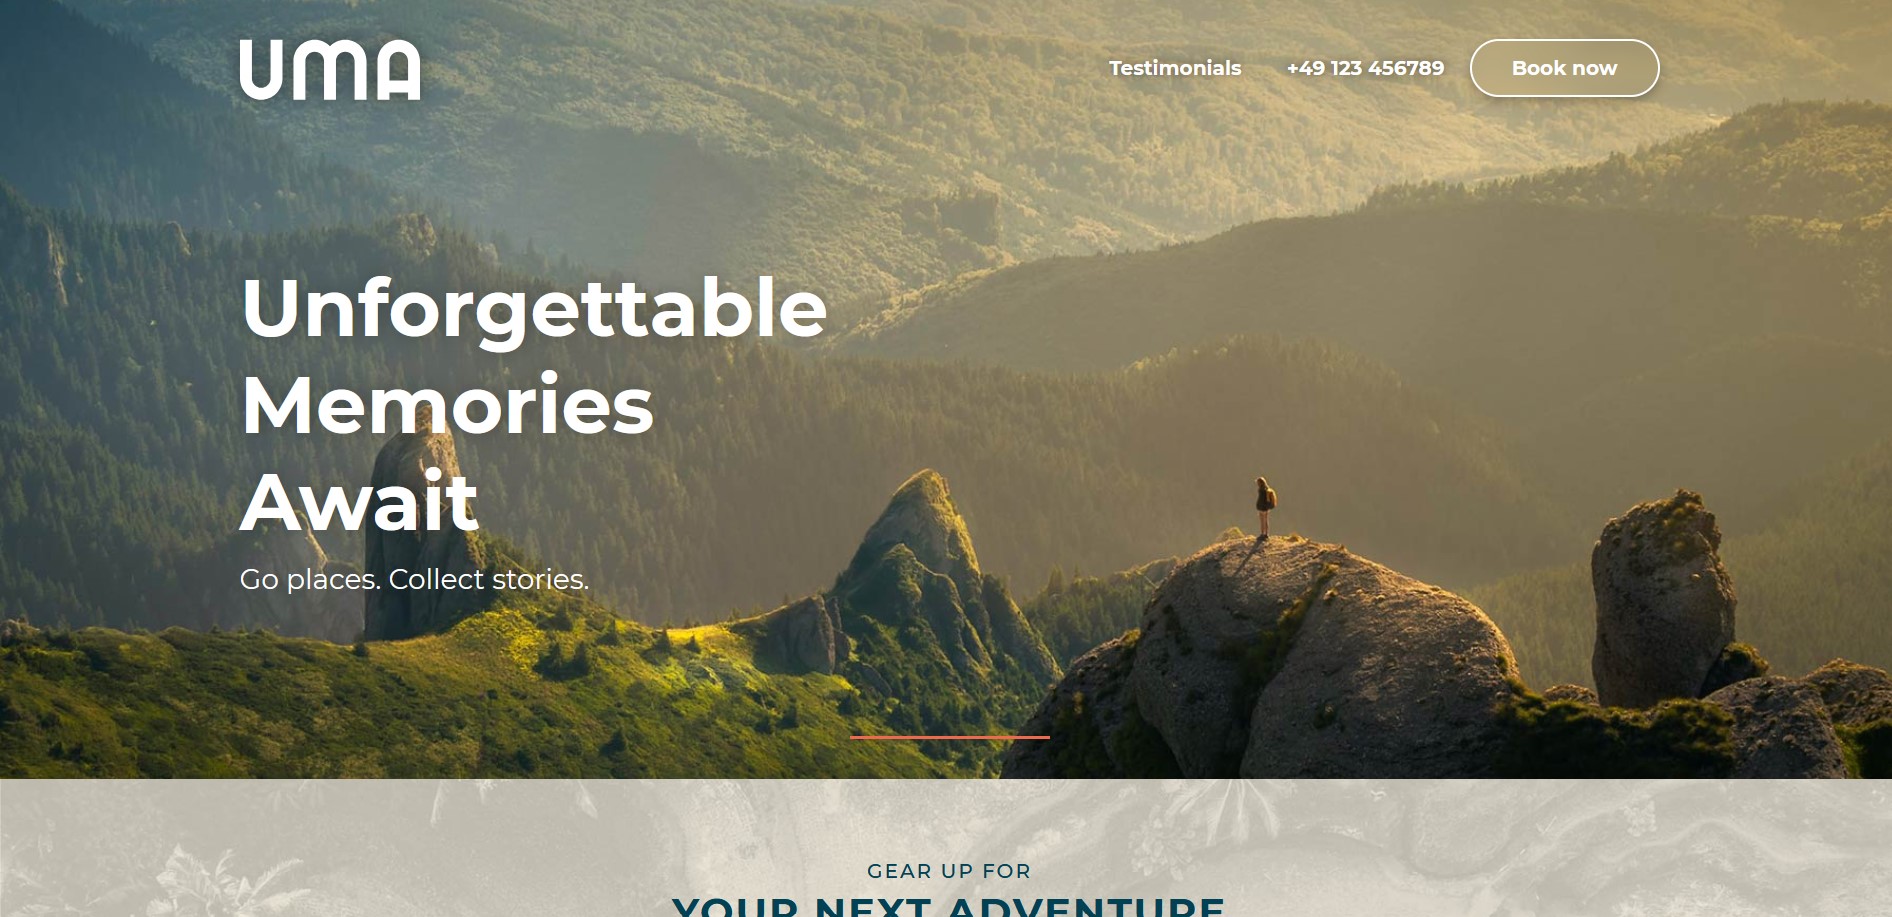 UMA
Testimonials +49 123 456789 Book now
Unforgettable
Memories
Await
Go places. Collect stories.
GEAR UP FOR
YOUR NEXT ADVENTURE